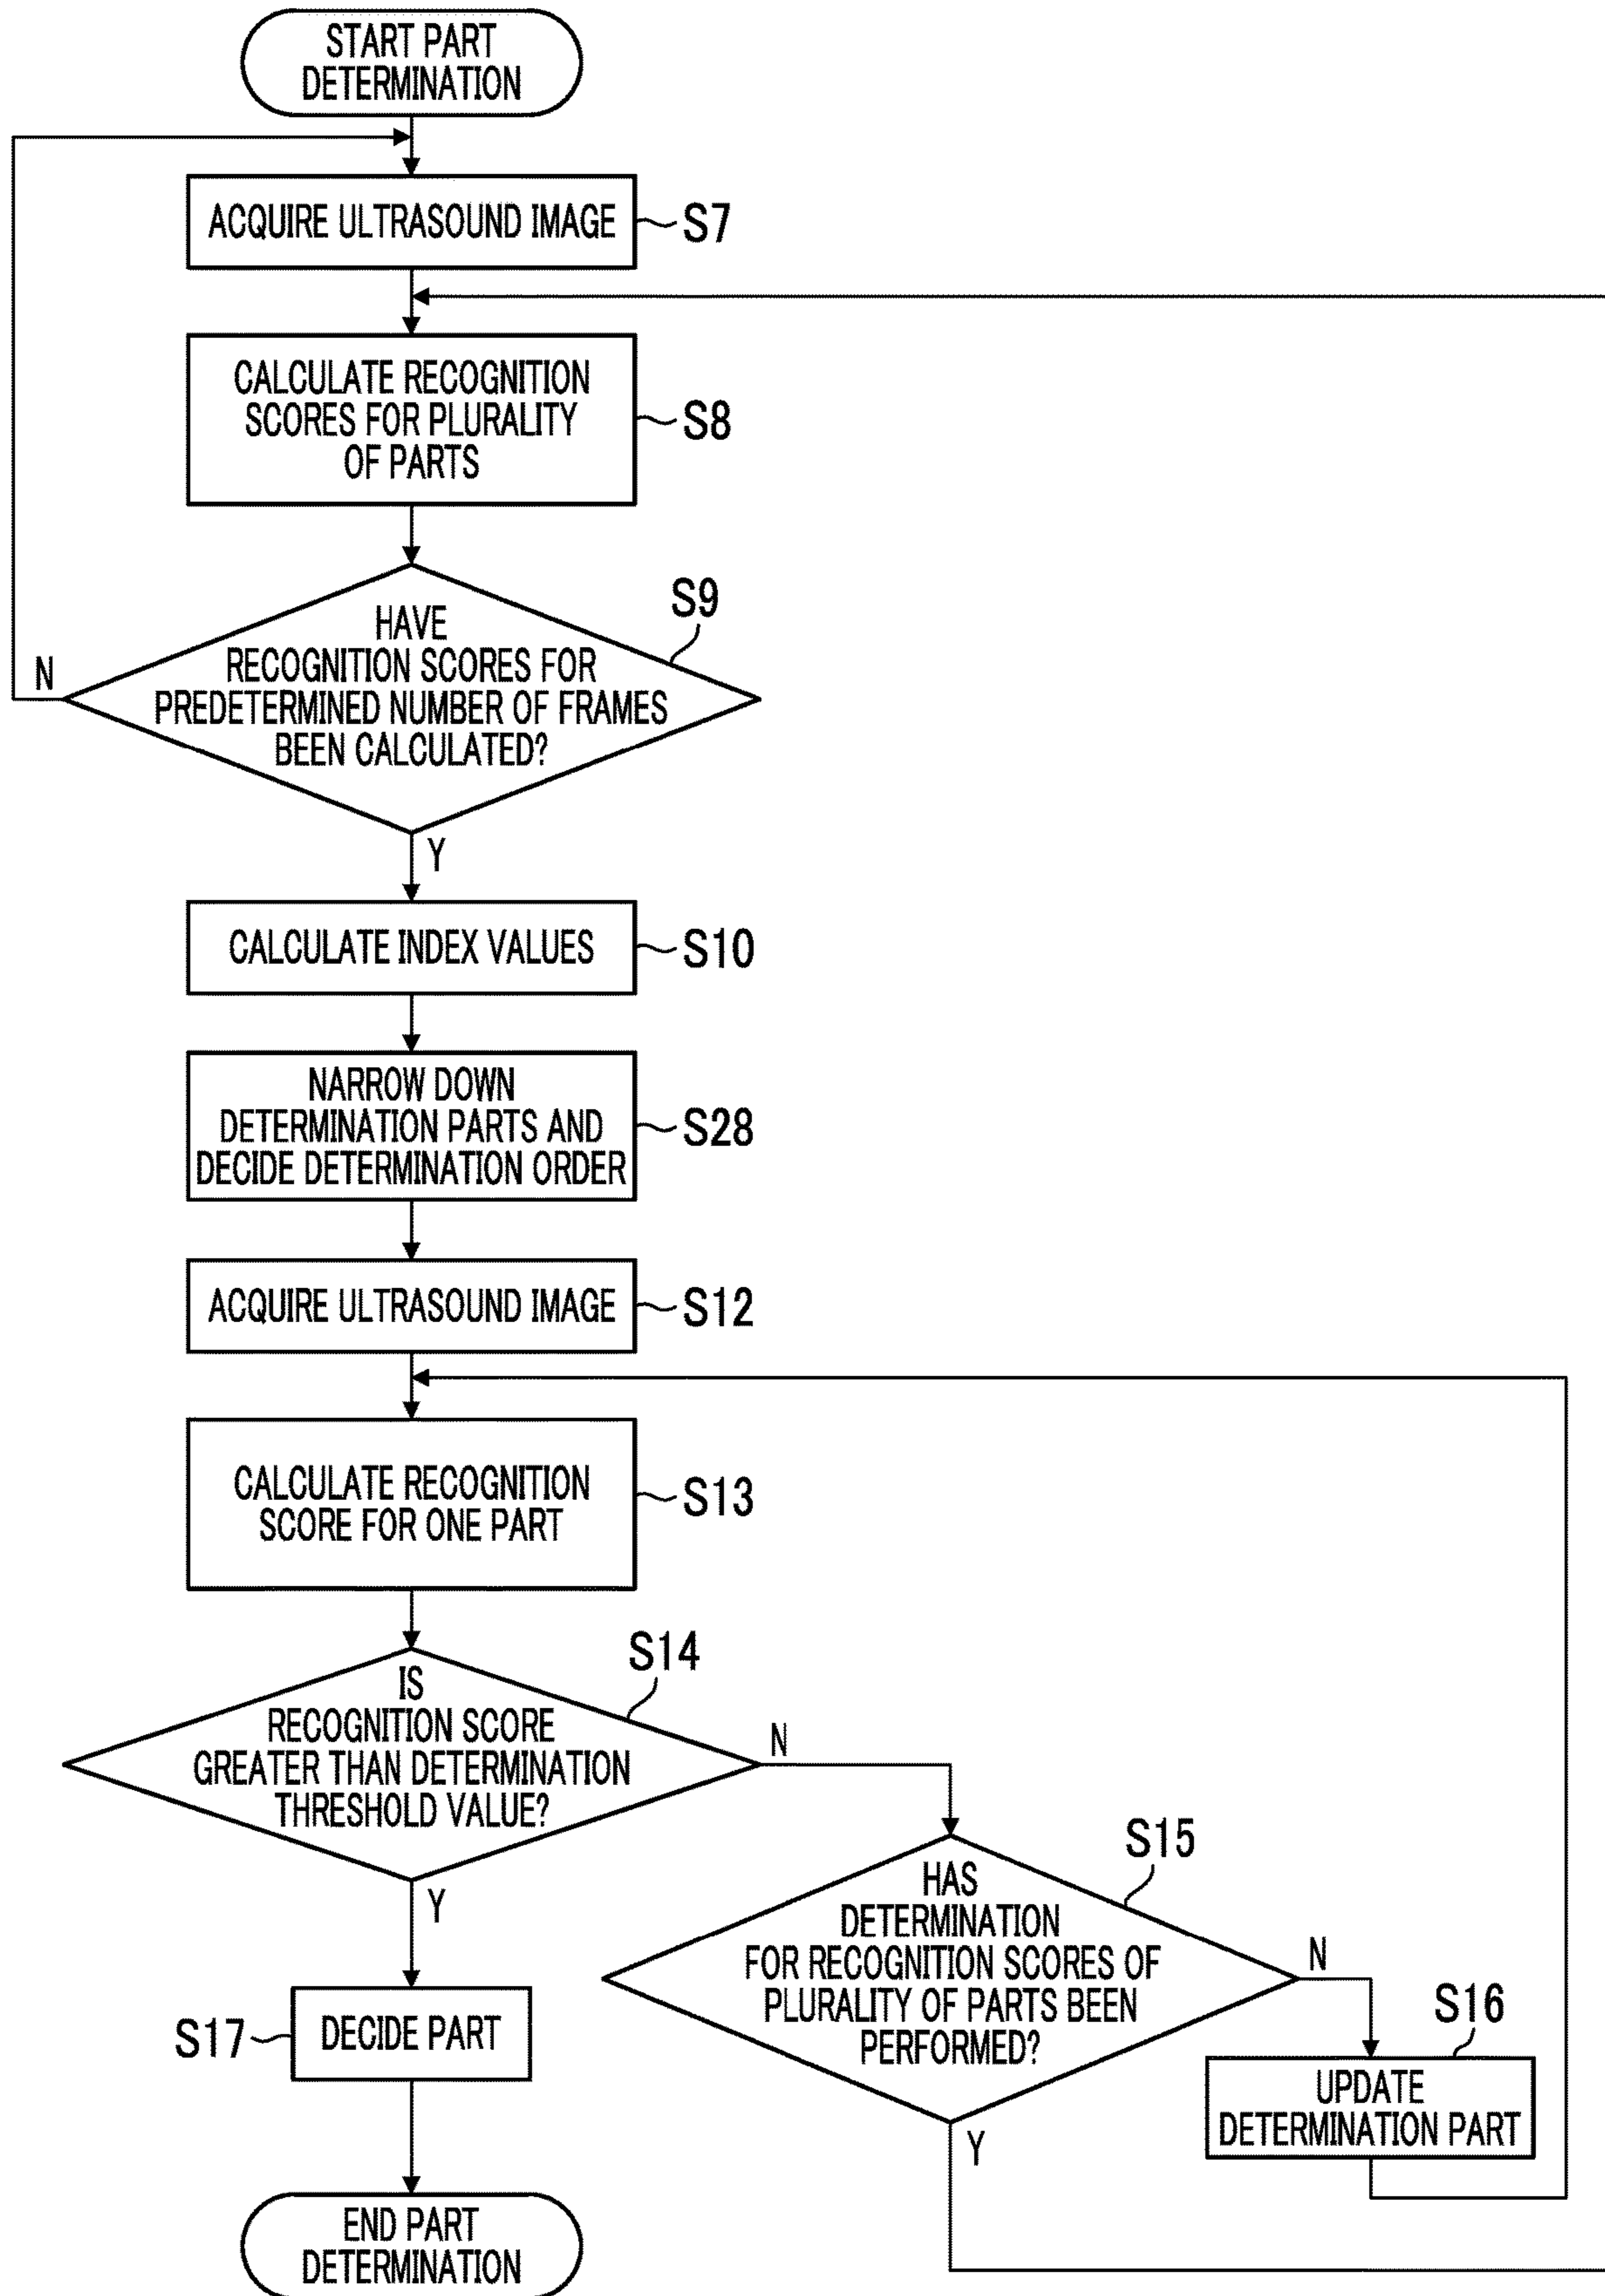 START PART
DETERMINATION
ACQUIRE ULTRASOUND IMAGE
S7
CALCULATE RECOGNITION
SCORES FOR PLURALITY
OF PARTS
S8
S9
HAVE
RECOGNITION SCORES FOR
PREDETERMINED NUMBER OF FRAMES
BEEN CALCULATED?
N
Y
CALCULATE INDEX VALUES
S10
NARROW DOWN
DETERMINATION PARTS AND
DECIDE DETERMINATION ORDER
S28
ACQUIRE ULTRASOUND IMAGE
S12
CALCULATE RECOGNITION
SCORE FOR ONE PART
S13
S14
IS
RECOGNITION SCORE
GREATER THAN DETERMINATION
THRESHOLD VALUE?
N
Y
S15
HAS
DETERMINATION
FOR RECOGNITION SCORES OF
PLURALITY OF PARTS BEEN
PERFORMED?
N
Y
S16
UPDATE
DETERMINATION PART
S17
DECIDE PART
END PART
DETERMINATION